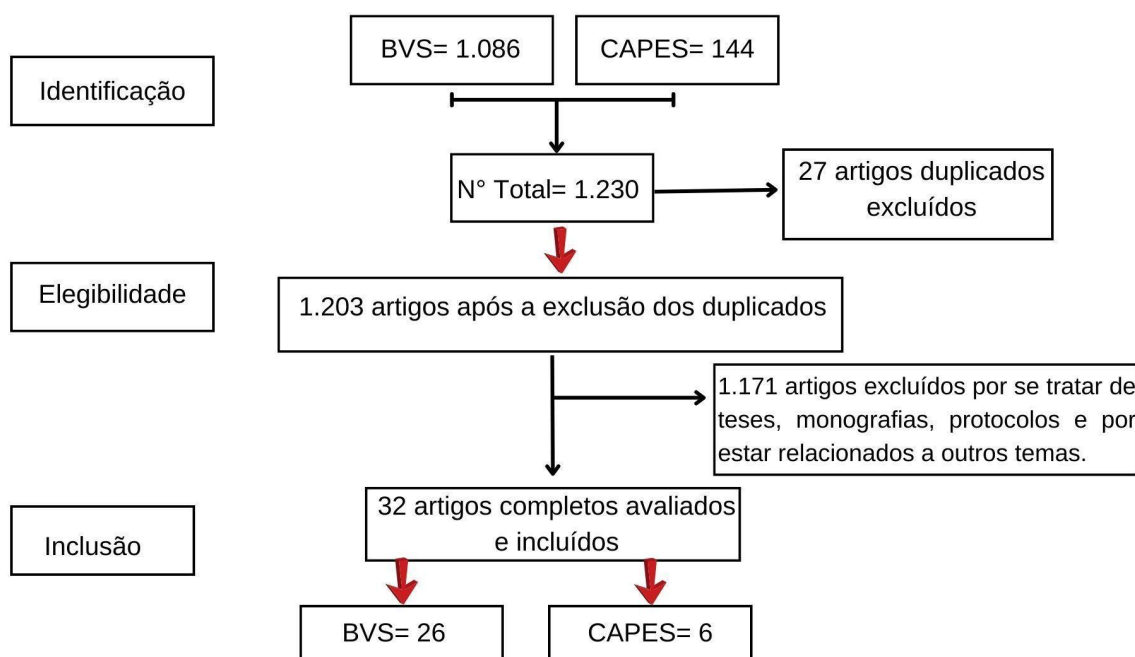 BVS= 1.086
CAPES= 144
Identificação
N° Total= 1.230
27 artigos duplicados
excluídos
Elegibilidade
1.203 artigos após a exclusão dos duplicados
1.171 artigos excluídos por se tratar de
teses, monografias, protocolos e por
estar relacionados a outros temas.
Inclusão
32 artigos completos avaliados
e incluídos
BVS= 26
CAPES= 6